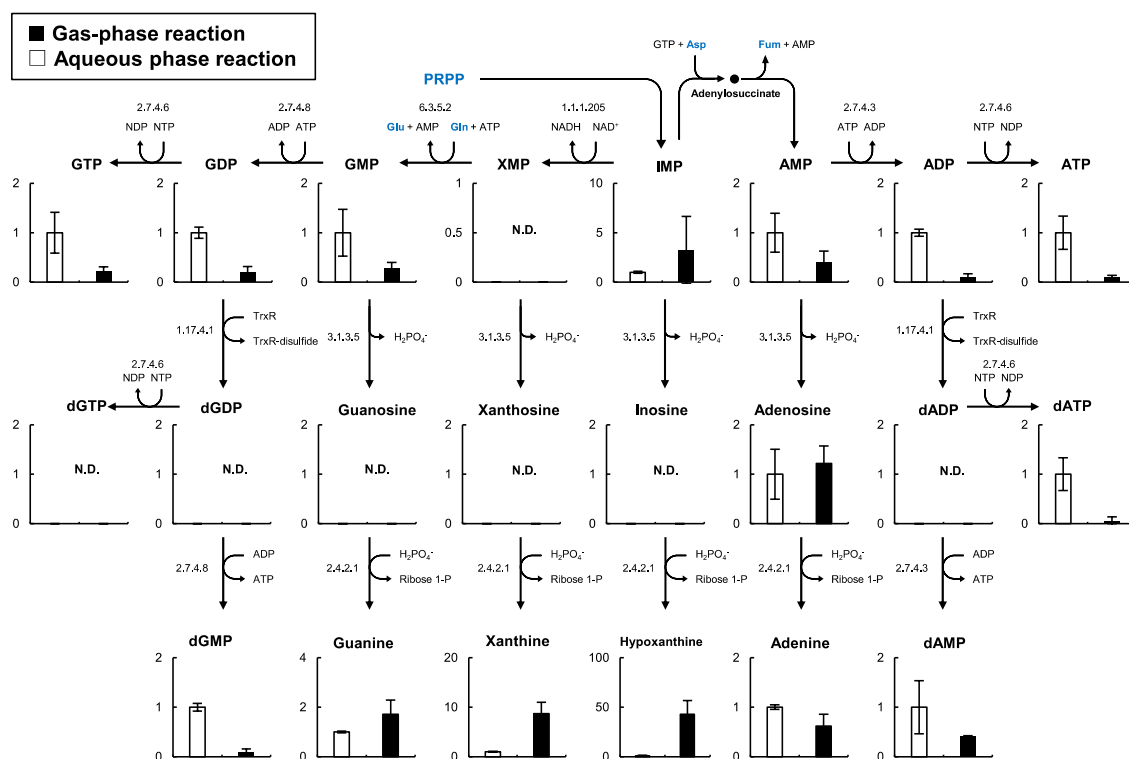 Gas-phase reaction
Aqueous phase reaction
GTP + Asp
Fum + AMP
PRPP
Adenylosuccinate
2.7.4.6
2.7.4.8
6.3.5.2
1.1.1.205
2.7.4.3
2.7.4.6
NDP NTP
ADP ATP
Glu + AMP Gln + ATP
NADH NAD⁺
ATP ADP
NTP NDP
GTP
GDP
GMP
XMP
IMP
AMP
ADP
ATP
2 1 0
2 1 0
2 1 0
1 0.5 0
N.D.
10 5 0
2 1 0
2 1 0
2 1 0
1.17.4.1
TrxR
TrxR-disulfide
3.1.3.5
H₂PO₄⁻
3.1.3.5
H₂PO₄⁻
3.1.3.5
H₂PO₄⁻
3.1.3.5
H₂PO₄⁻
1.17.4.1
TrxR
TrxR-disulfide
2.7.4.6
NDP NTP
2.7.4.6
NTP NDP
dGTP
dGDP
Guanosine
Xanthosine
Inosine
Adenosine
dADP
dATP
2 1 0
N.D.
2 1 0
N.D.
2 1 0
N.D.
2 1 0
N.D.
2 1 0
N.D.
2 1 0
2 1 0
N.D.
2 1 0
2.7.4.8
ADP
ATP
2.4.2.1
H₂PO₄⁻
Ribose 1-P
2.4.2.1
H₂PO₄⁻
Ribose 1-P
2.4.2.1
H₂PO₄⁻
Ribose 1-P
2.4.2.1
H₂PO₄⁻
Ribose 1-P
2.7.4.3
ADP
ATP
dGMP
Guanine
Xanthine
Hypoxanthine
Adenine
dAMP
2 1 0
4 2 0
20 10 0
100 50 0
2 1 0
2 1 0